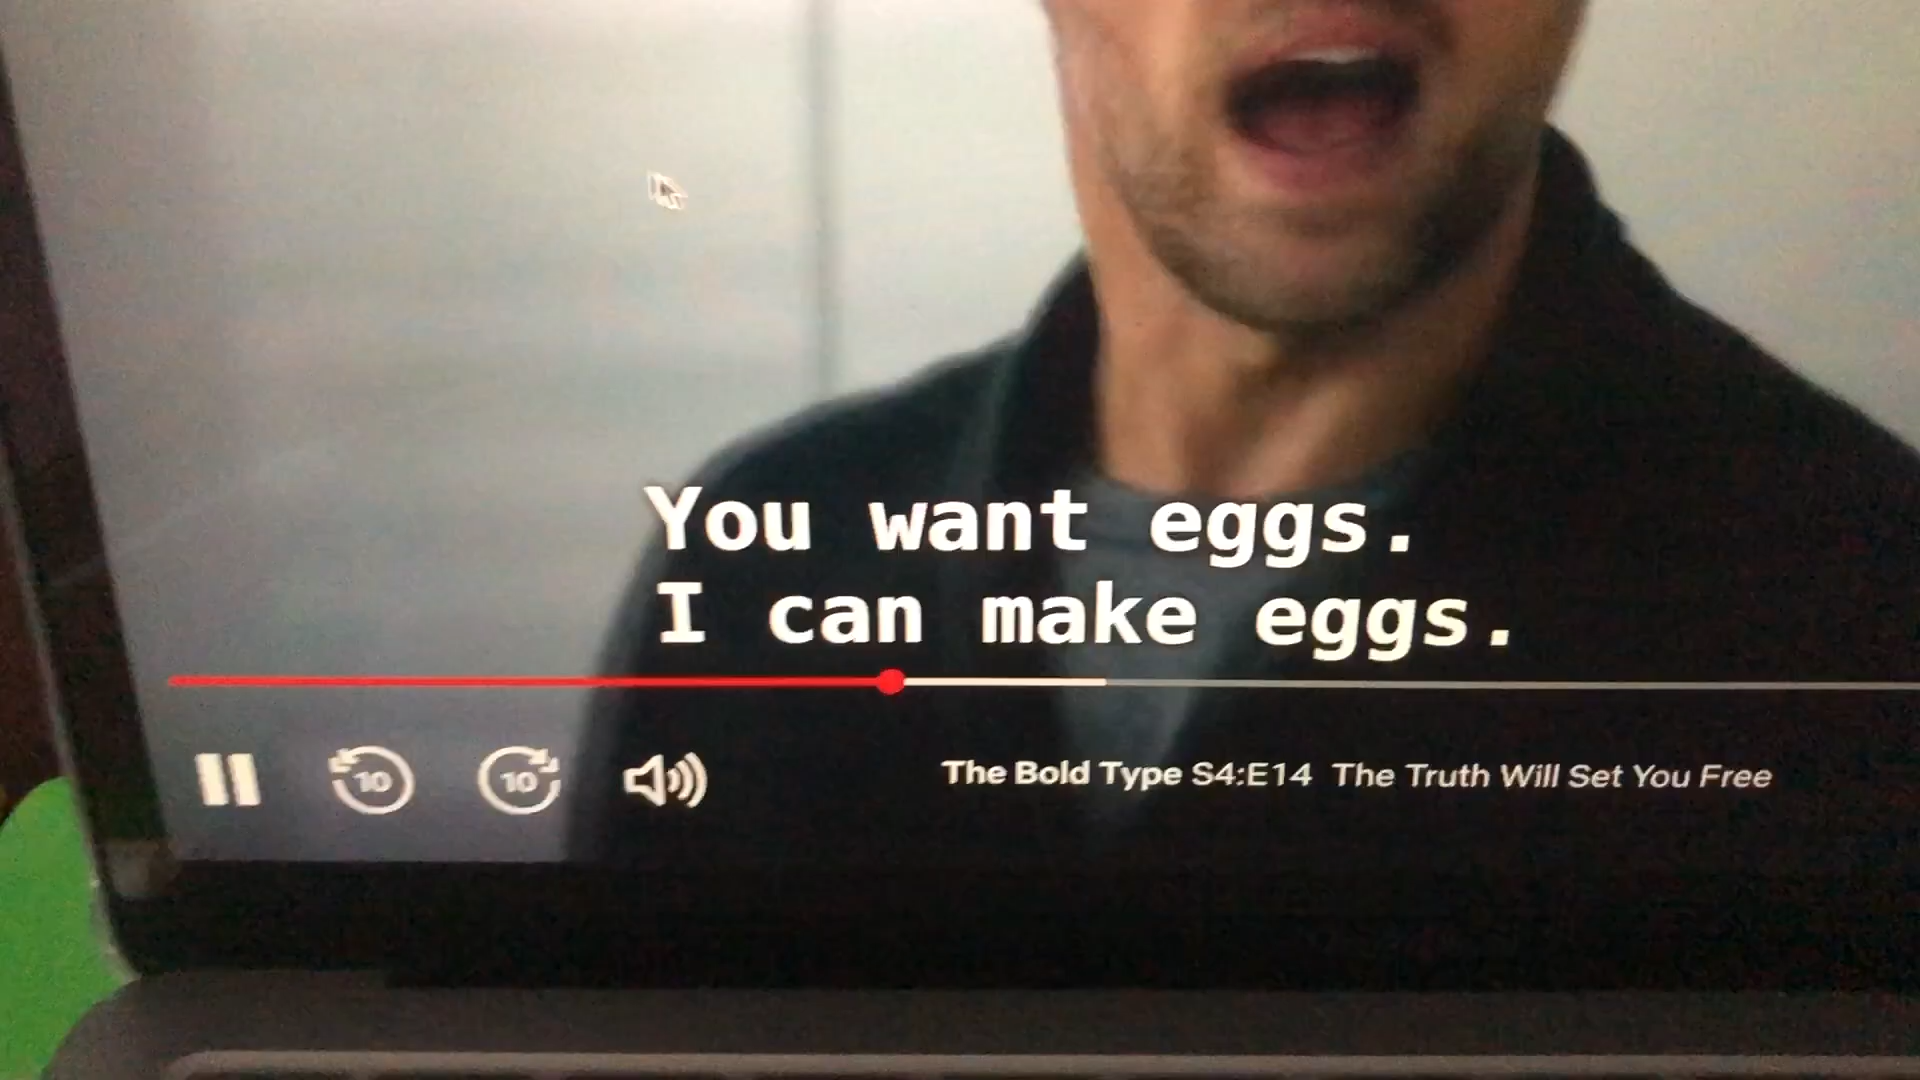 You want eggs.
I can make eggs.
10 10 The Bold Type S4:E14 The Truth Will Set You Free